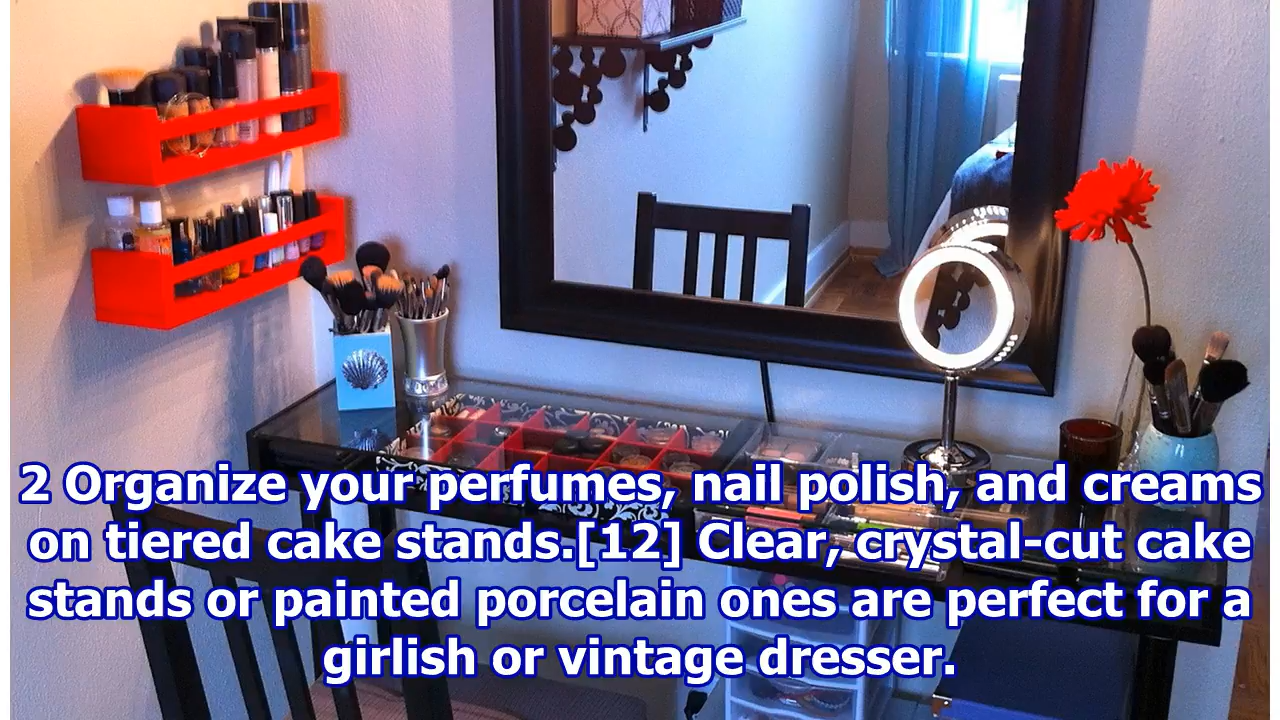 2 Organize your perfumes, nail polish, and creams
on tiered cake stands.[12] Clear, crystal-cut cake
stands or painted porcelain ones are perfect for a
girlish or vintage dresser.